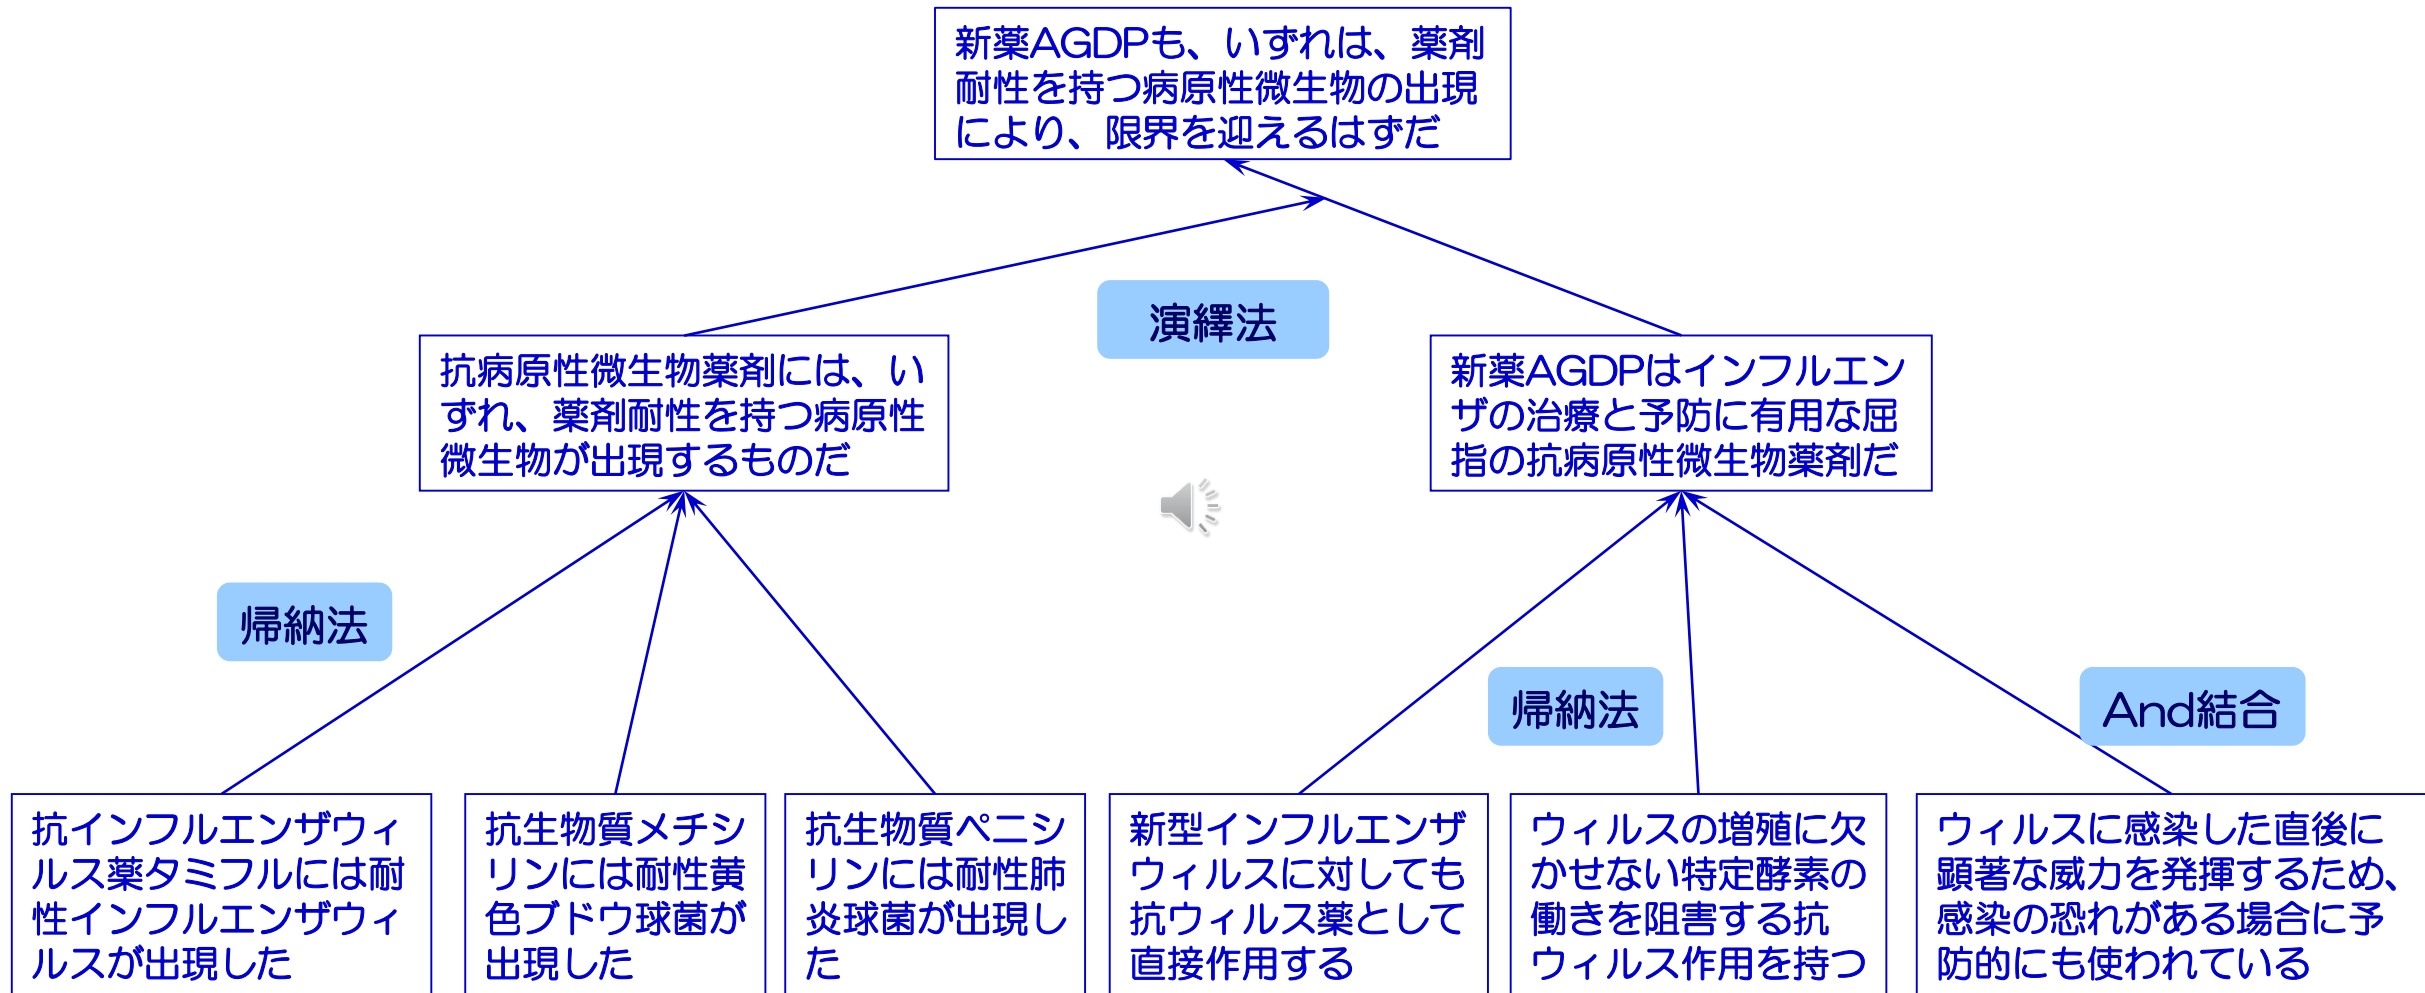 新薬AGDPも、いずれは、薬剤
耐性を持つ病原性微生物の出現
により、限界を迎えるはずだ
演繹法
抗病原性微生物薬剤には、い
ずれ、薬剤耐性を持つ病原性
微生物が出現するものだ
新薬AGDPはインフルエン
ザの治療と予防に有用な屈
指の抗病原性微生物薬剤だ
帰納法
帰納法
And結合
抗インフルエンザウィ
ルス薬タミフルには耐
性インフルエンザウィ
ルスが出現した
抗生物質メチシ
リンには耐性黄
色ブドウ球菌が
出現した
抗生物質ペニシ
リンには耐性肺
炎球菌が出現し
た
新型インフルエンザ
ウィルスに対しても
抗ウィルス薬として
直接作用する
ウィルスの増殖に欠
かせない特定酵素の
働きを阻害する抗
ウィルス作用を持つ
ウィルスに感染した直後に
顕著な威力を発揮するため、
感染の恐れがある場合に予
防的にも使われている